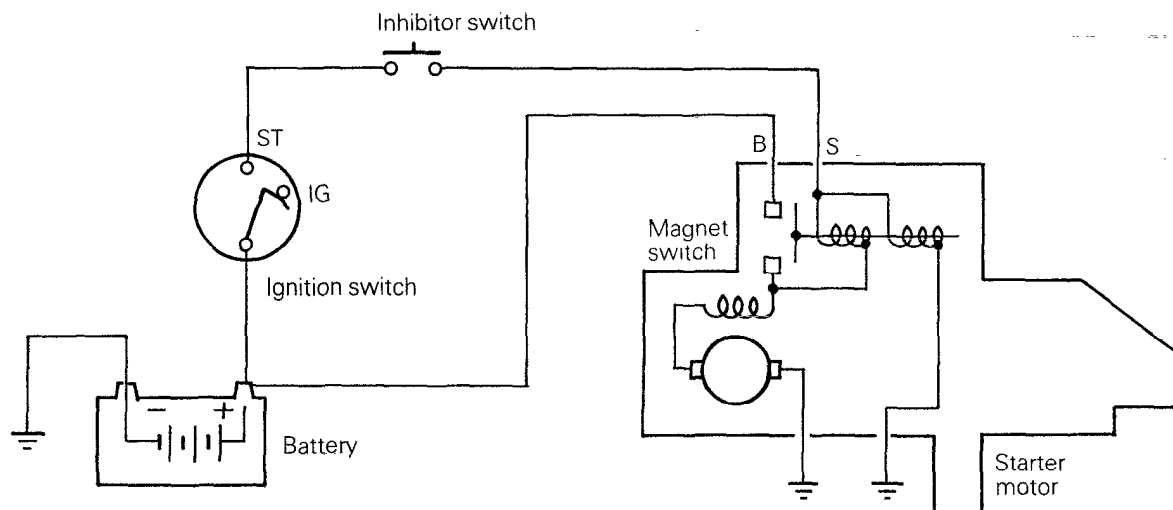 Inhibitor switch
ST
IG
Ignition switch
B
S
Magnet
switch
− +
Battery
Starter
motor